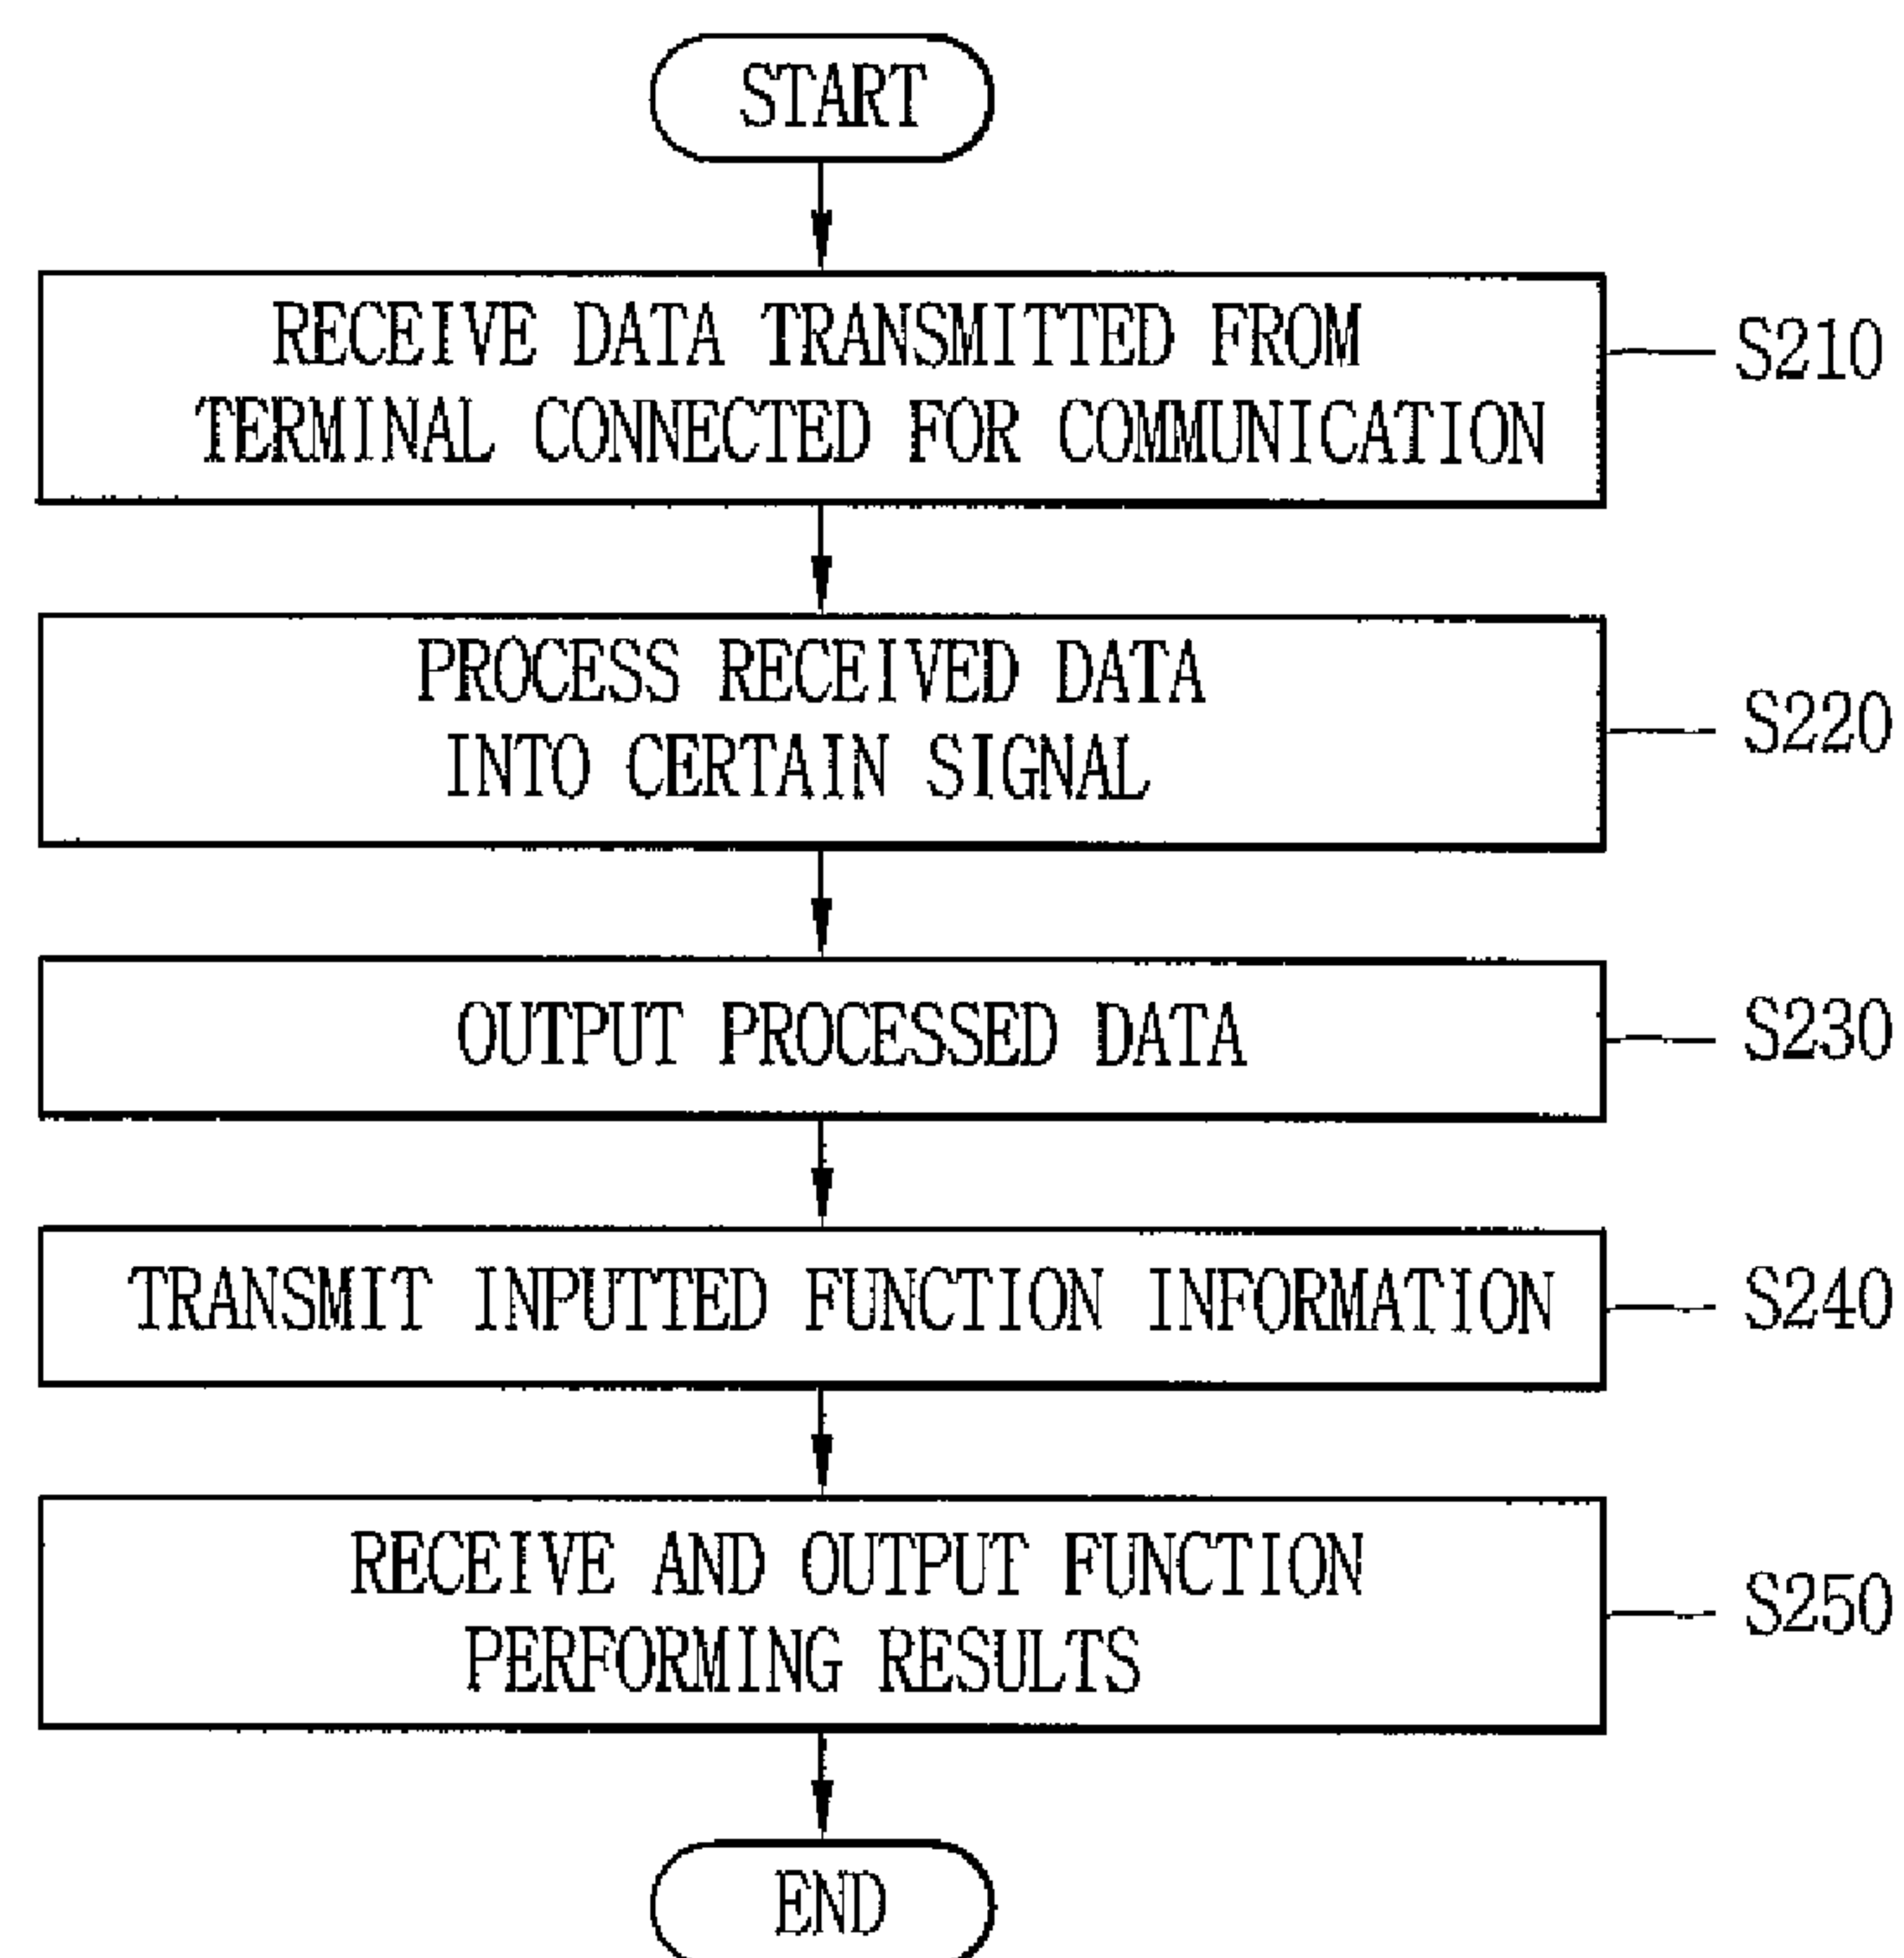 START
RECEIVE DATA TRANSMITTED FROM
TERMINAL CONNECTED FOR COMMUNICATION
S210
PROCESS RECEIVED DATA
INTO CERTAIN SIGNAL
S220
OUTPUT PROCESSED DATA
S230
TRANSMIT INPUTTED FUNCTION INFORMATION
S240
RECEIVE AND OUTPUT FUNCTION
PERFORMING RESULTS
S250
END